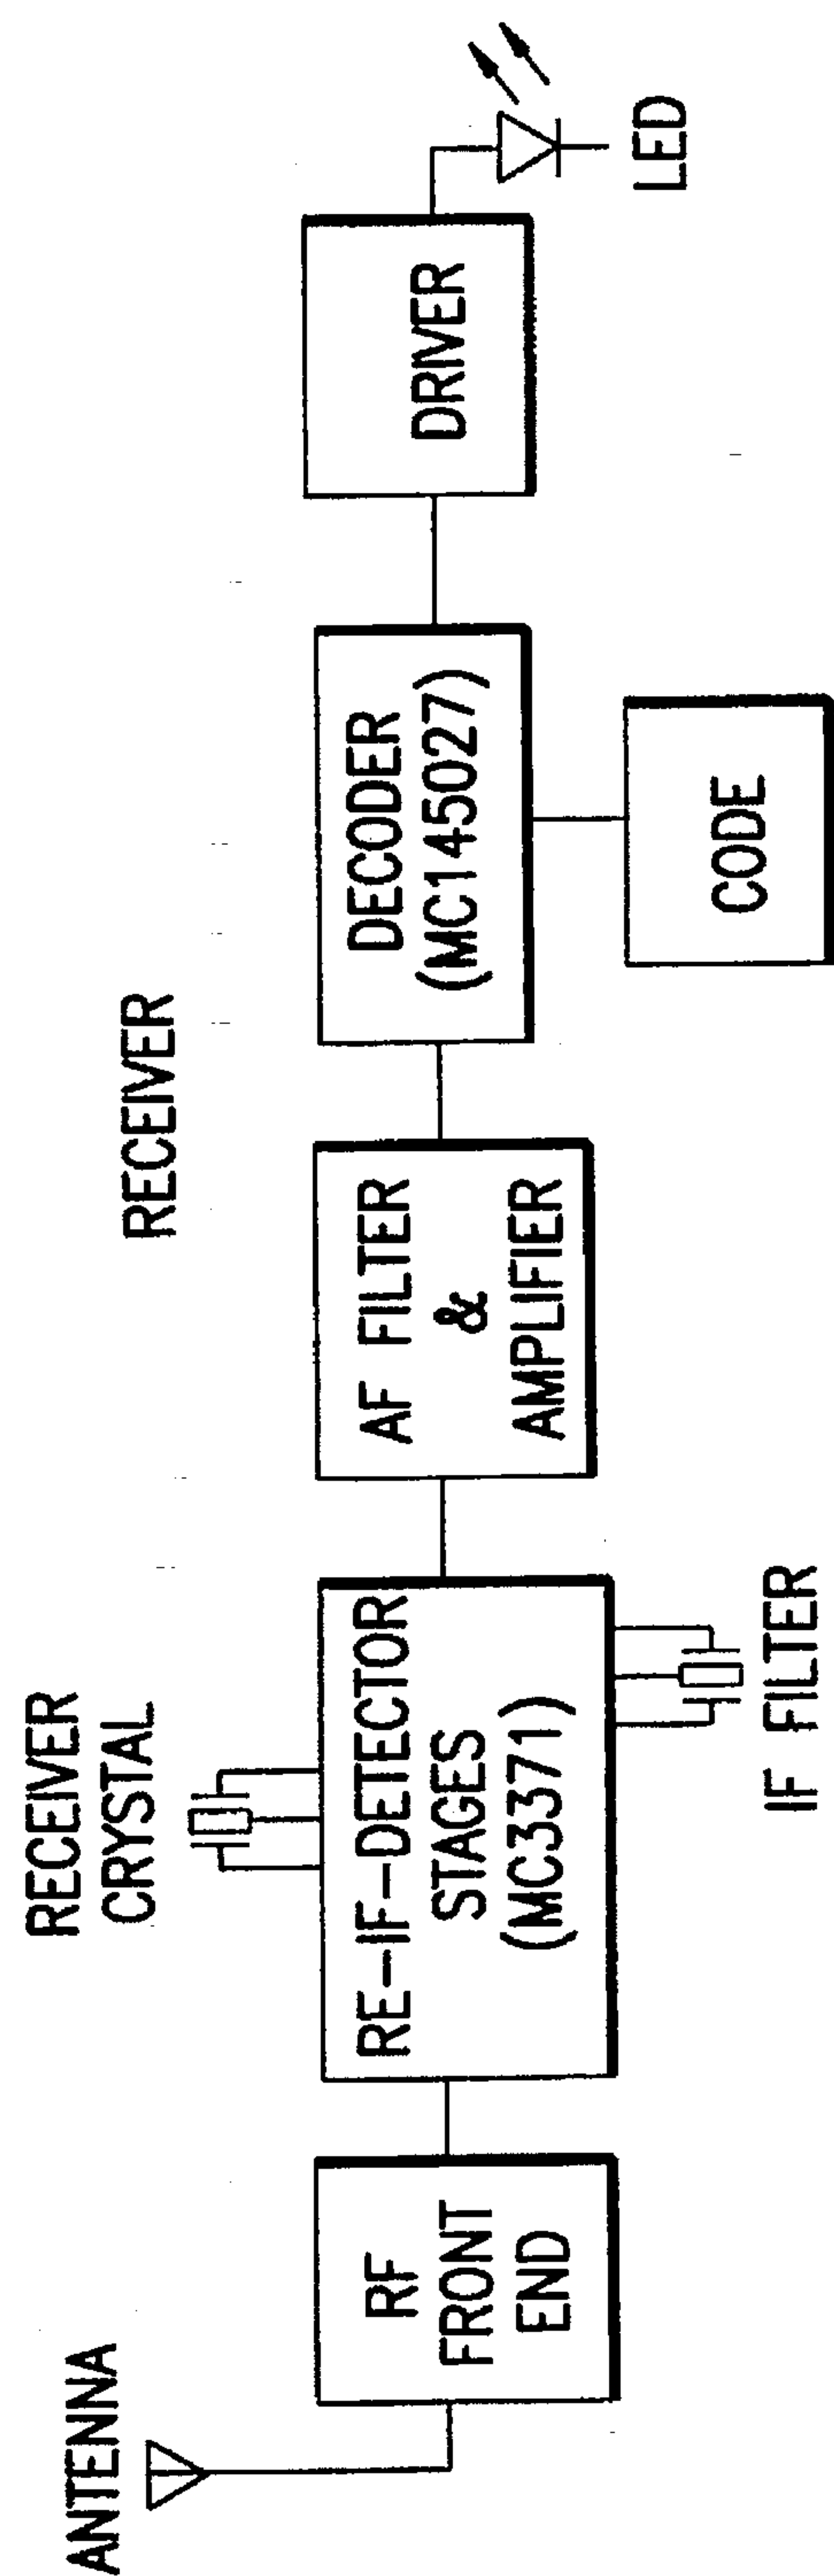 RECEIVER
ANTENNA
RF
FRONT
END
RECEIVER
CRYSTAL
RE-IF-DETECTOR
STAGES
(MC3371)
IF FILTER
AF FILTER
&
AMPLIFIER
DECODER
(MC145027)
CODE
DRIVER
LED